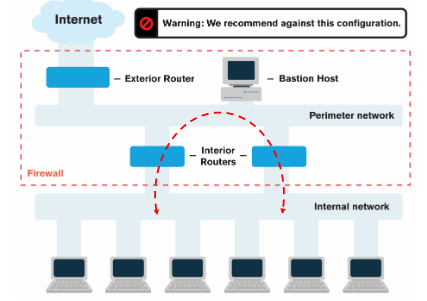 Internet
Warning: We recommend against this configuration.
Exterior Router
Bastion Host
Perimeter network
Interior
Routers
Firewall
Internal network